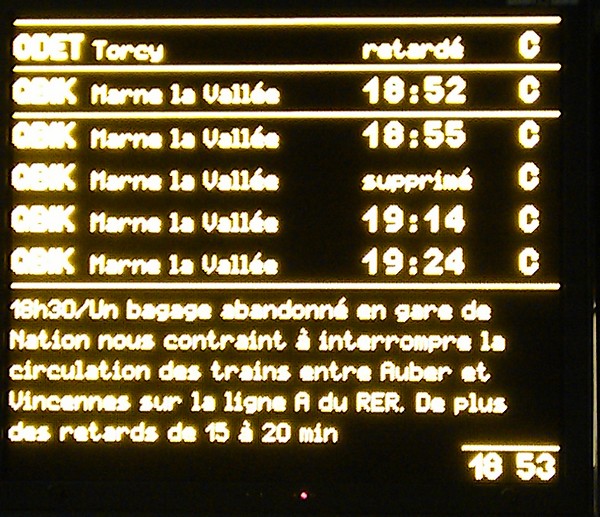 ODET Torcy retardé C
QBIK Marne la Vallée 18:52 C
QBIK Marne la Vallée 18:55 C
QBIK Marne la Vallée supprimé C
QBIK Marne la Vallée 19:14 C
QBIK Marne la Vallée 19:24 C
18h30/Un bagage abandonné en gare de
Nation nous contraint à interrompre la
circulation des trains entre Auber et
Vincennes sur la ligne A du RER. De plus
des retards de 15 à 20 min
18 53